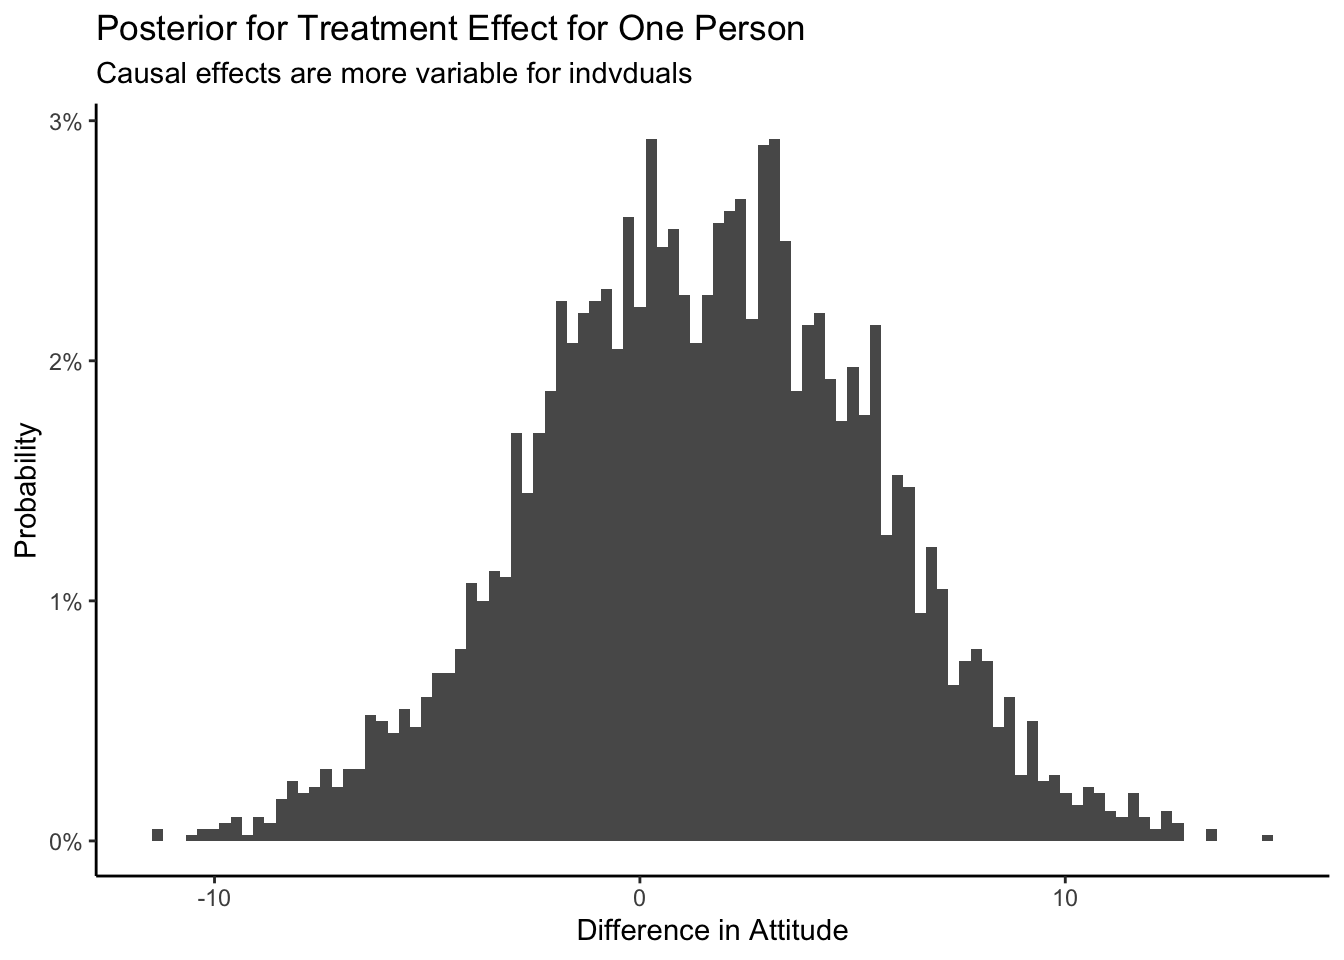 Posterior for Treatment Effect for One Person
Causal effects are more variable for indvduals
3%
2%
1%
0%
Probability
-10
0
10
Difference in Attitude